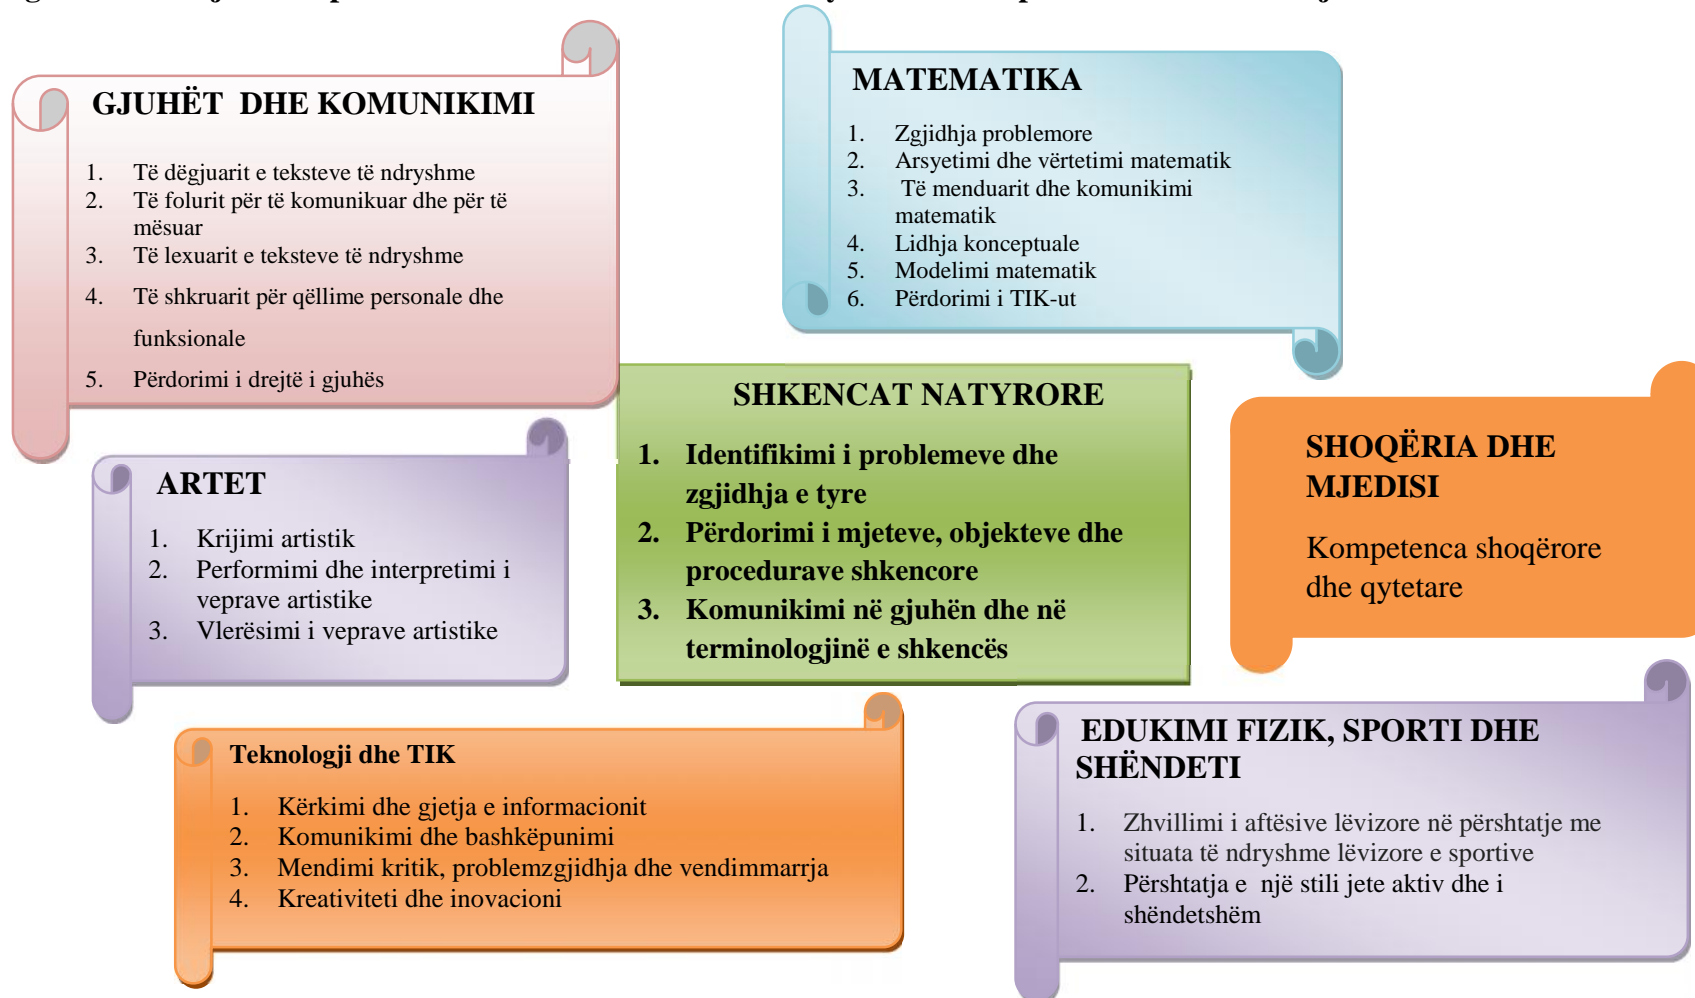 GJUHËT DHE KOMUNIKIMI
1. Të dëgjuarit e teksteve të ndryshme
2. Të folurit për të komunikuar dhe për të
mësuar
3. Të lexuarit e teksteve të ndryshme
4. Të shkruarit për qëllime personale dhe
funksionale
5. Përdorimi i drejtë i gjuhës
MATEMATIKA
1. Zgjidhja problemore
2. Arsyetimi dhe vërtetimi matematik
3. Të menduarit dhe komunikimi
matematik
4. Lidhja konceptuale
5. Modelimi matematik
6. Përdorimi i TIK-ut
SHKENCAT NATYRORE
1. Identifikimi i problemeve dhe
zgjidhja e tyre
2. Përdorimi i mjeteve, objekteve dhe
procedurave shkencore
3. Komunikimi në gjuhën dhe në
terminologjinë e shkencës
SHOQËRIA DHE
MJEDISI
Kompetenca shoqërore
dhe qytetare
ARTET
1. Krijimi artistik
2. Performimi dhe interpretimi i
veprave artistike
3. Vlerësimi i veprave artistike
Teknologji dhe TIK
1. Kërkimi dhe gjetja e informacionit
2. Komunikimi dhe bashkëpunimi
3. Mendimi kritik, problemzgjidhja dhe vendimmarrja
4. Kreativiteti dhe inovacioni
EDUKIMI FIZIK, SPORTI DHE
SHËNDETI
1. Zhvillimi i aftësive lëvizore në përshtatje me
situata të ndryshme lëvizore e sportive
2. Përshtatja e një stili jete aktiv dhe i
shëndetshëm